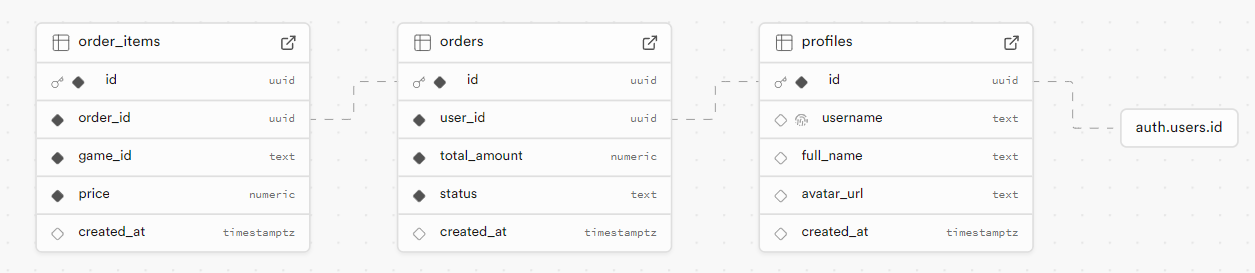 order_items
id uuid
order_id uuid
game_id text
price numeric
created_at timestamptz
orders
id uuid
user_id uuid
total_amount numeric
status text
created_at timestamptz
profiles
id uuid
username text
full_name text
avatar_url text
created_at timestamptz
auth.users.id